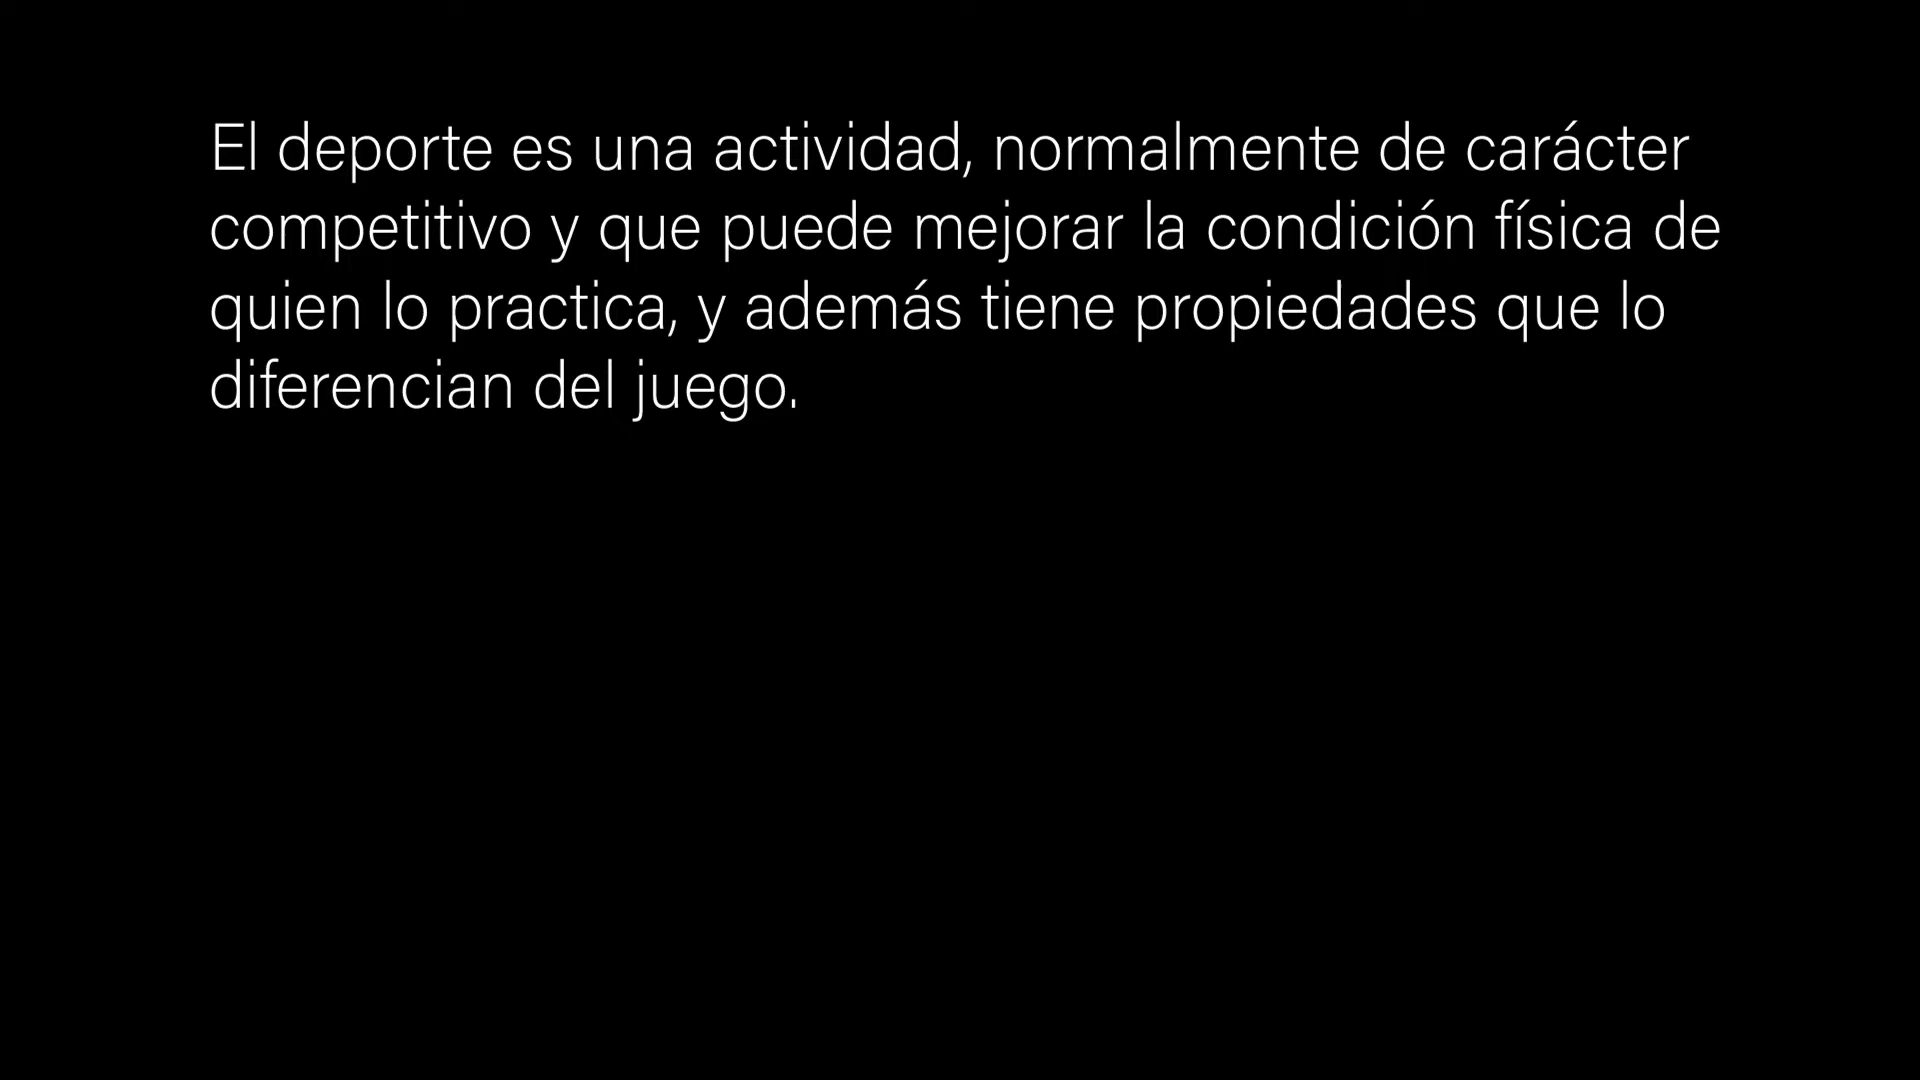 El deporte es una actividad, normalmente de carácter
competitivo y que puede mejorar la condición física de
quien lo practica, y además tiene propiedades que lo
diferencian del juego.